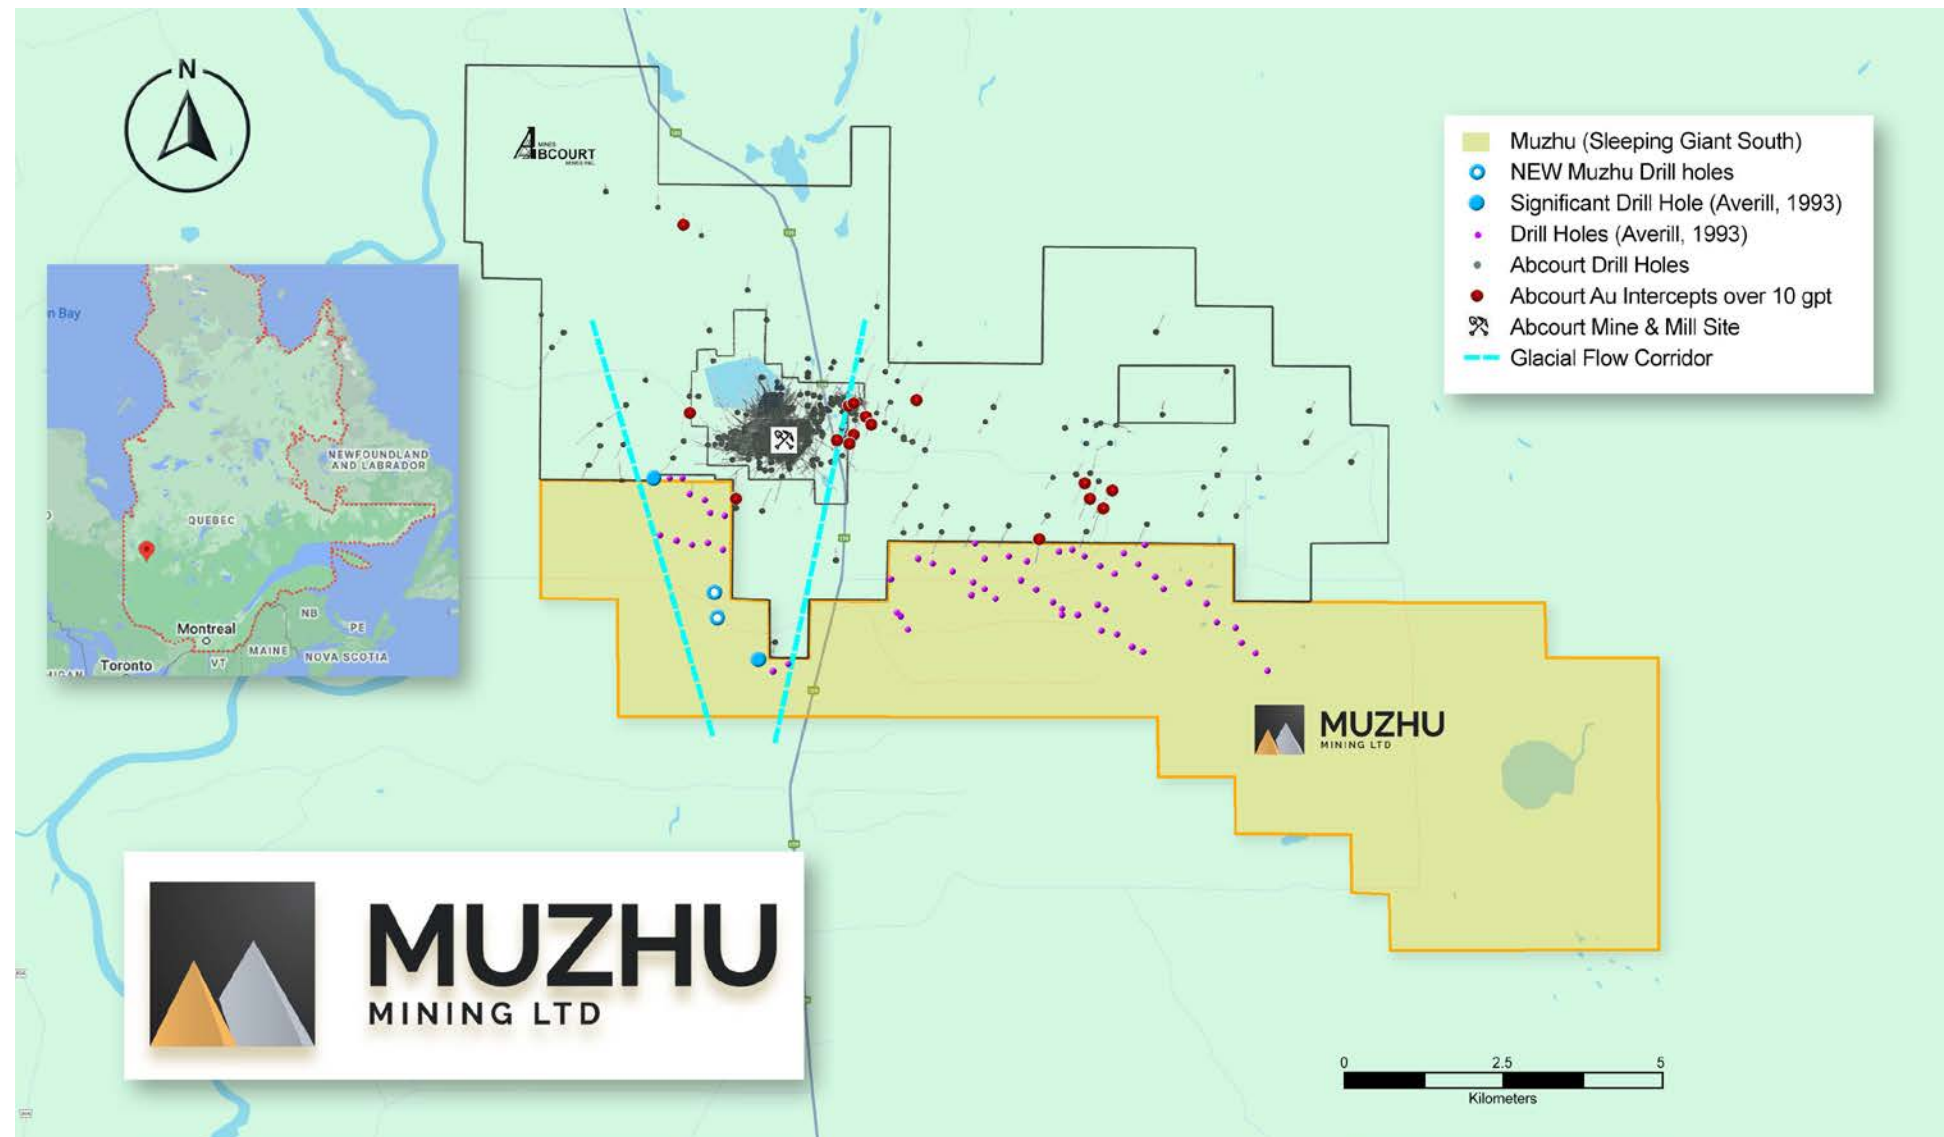 N
MINES
ABCOURT
MINES INC.
Muzhu (Sleeping Giant South)
NEW Muzhu Drill holes
Significant Drill Hole (Averill, 1993)
Drill Holes (Averill, 1993)
Abcourt Drill Holes
Abcourt Au Intercepts over 10 gpt
Abcourt Mine & Mill Site
Glacial Flow Corridor
n Bay
NEWFOUNDLAND
AND LABRADOR
QUEBEC
NB
PE
Montreal
MAINE
NOVA SCOTIA
VT
Toronto
MUZHU
MINING LTD
MUZHU
MINING LTD
0 2.5 5
Kilometers